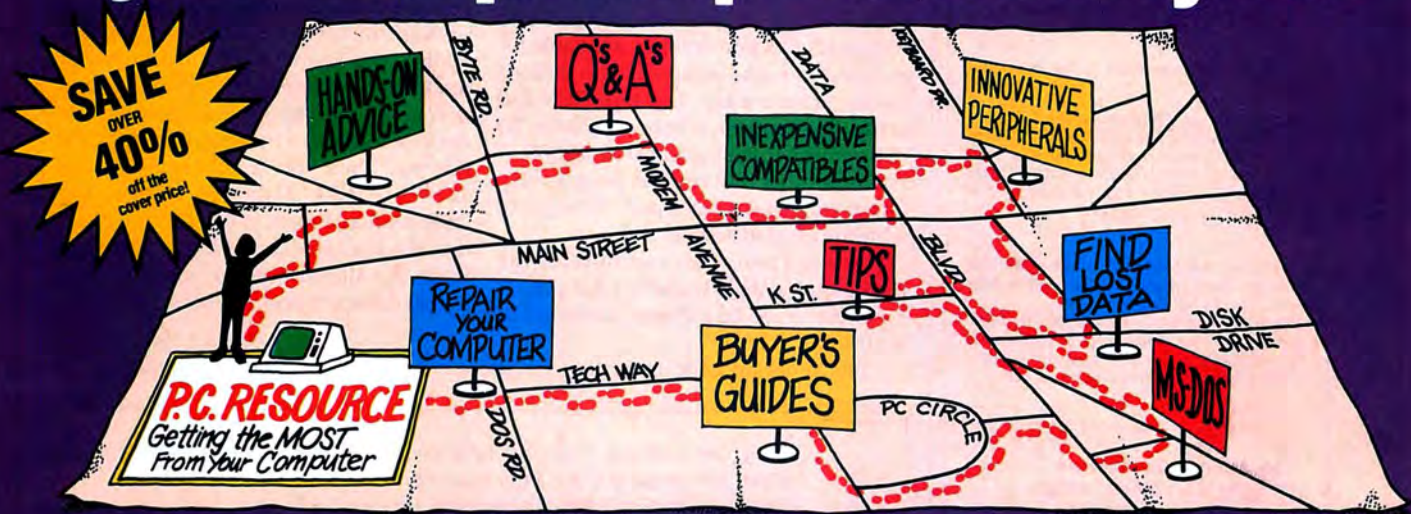 SAVE
OVER
40%
off the
cover price!
HANDS-ON
ADVICE
BYTE RD.
Q's
& A's
DATA
KEYBOARD DR.
INNOVATIVE
PERIPHERALS
INEXPENSIVE
COMPATIBLES
MODEM
AVENUE
MAIN STREET
TIPS
BLVD.
FIND
LOST
DATA
REPAIR
YOUR
COMPUTER
K ST.
DISK
DRIVE
BUYER'S
GUIDES
TECH WAY
PC CIRCLE
MS-DOS
P.C. RESOURCE
Getting the MOST
From Your Computer
DOS RD.